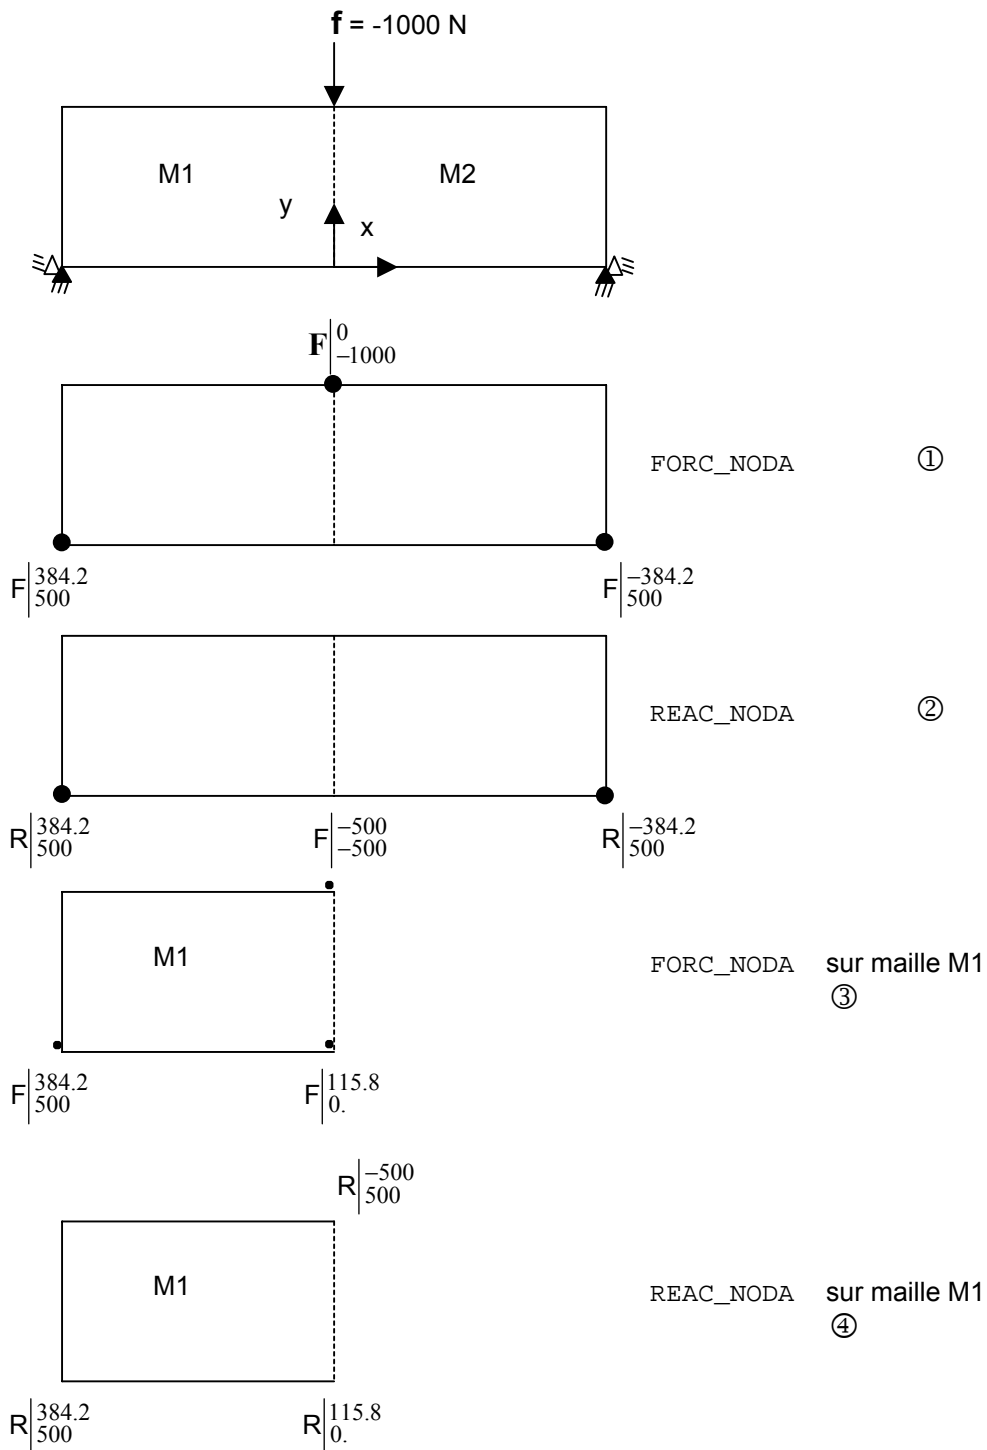 f = -1000 N
M1
M2
y
x
F|0
-1000
FORC_NODA ①
F|384.2
500
F|-384.2
500
REAC_NODA ②
R|384.2
500
F|-500
-500
R|-384.2
500
M1
FORC_NODA sur maille M1
③
F|384.2
500
F|115.8
0.
R|-500
500
M1
REAC_NODA sur maille M1
④
R|384.2
500
R|115.8
0.